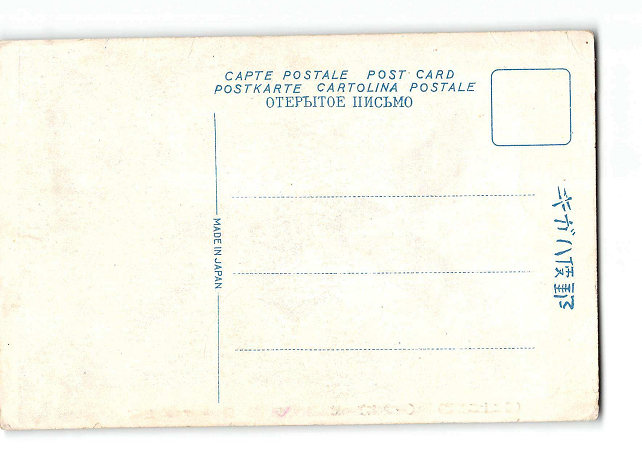 CAPTE POSTALE POST CARD
POSTKARTE CARTOLINA POSTALE
ОТЕРЫТОЕ ПИСЬМО
MADE IN JAPAN
郵便ハガキ